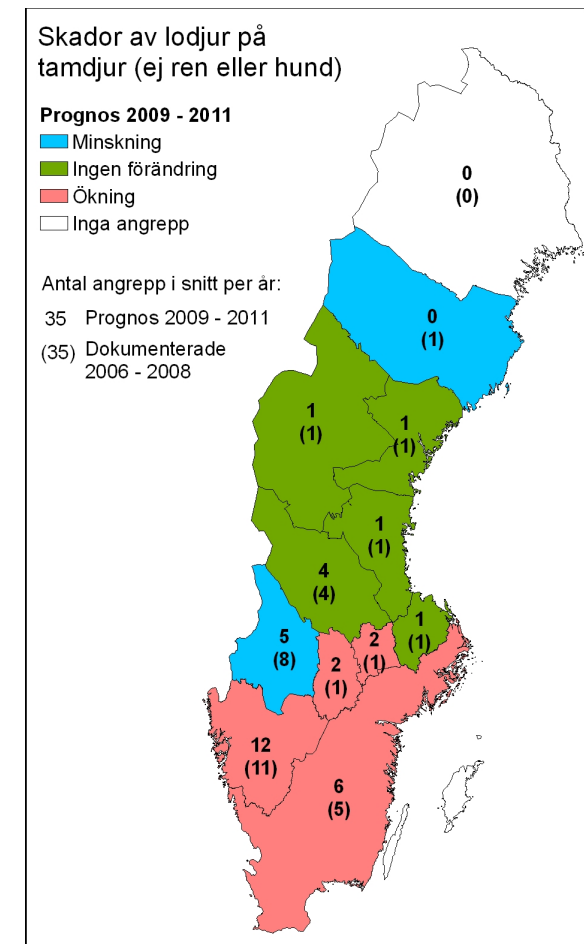 Skador av lodjur på
tamdjur (ej ren eller hund)
Prognos 2009 - 2011
Minskning
Ingen förändring
Ökning
Inga angrepp
Antal angrepp i snitt per år:
35 Prognos 2009 - 2011
(35) Dokumenterade
2006 - 2008
0
(0)
0
(1)
1
(1)
1
(1)
1
(1)
4
(4)
1
(1)
5
(8)
2
(1)
2
(1)
12
(11)
6
(5)